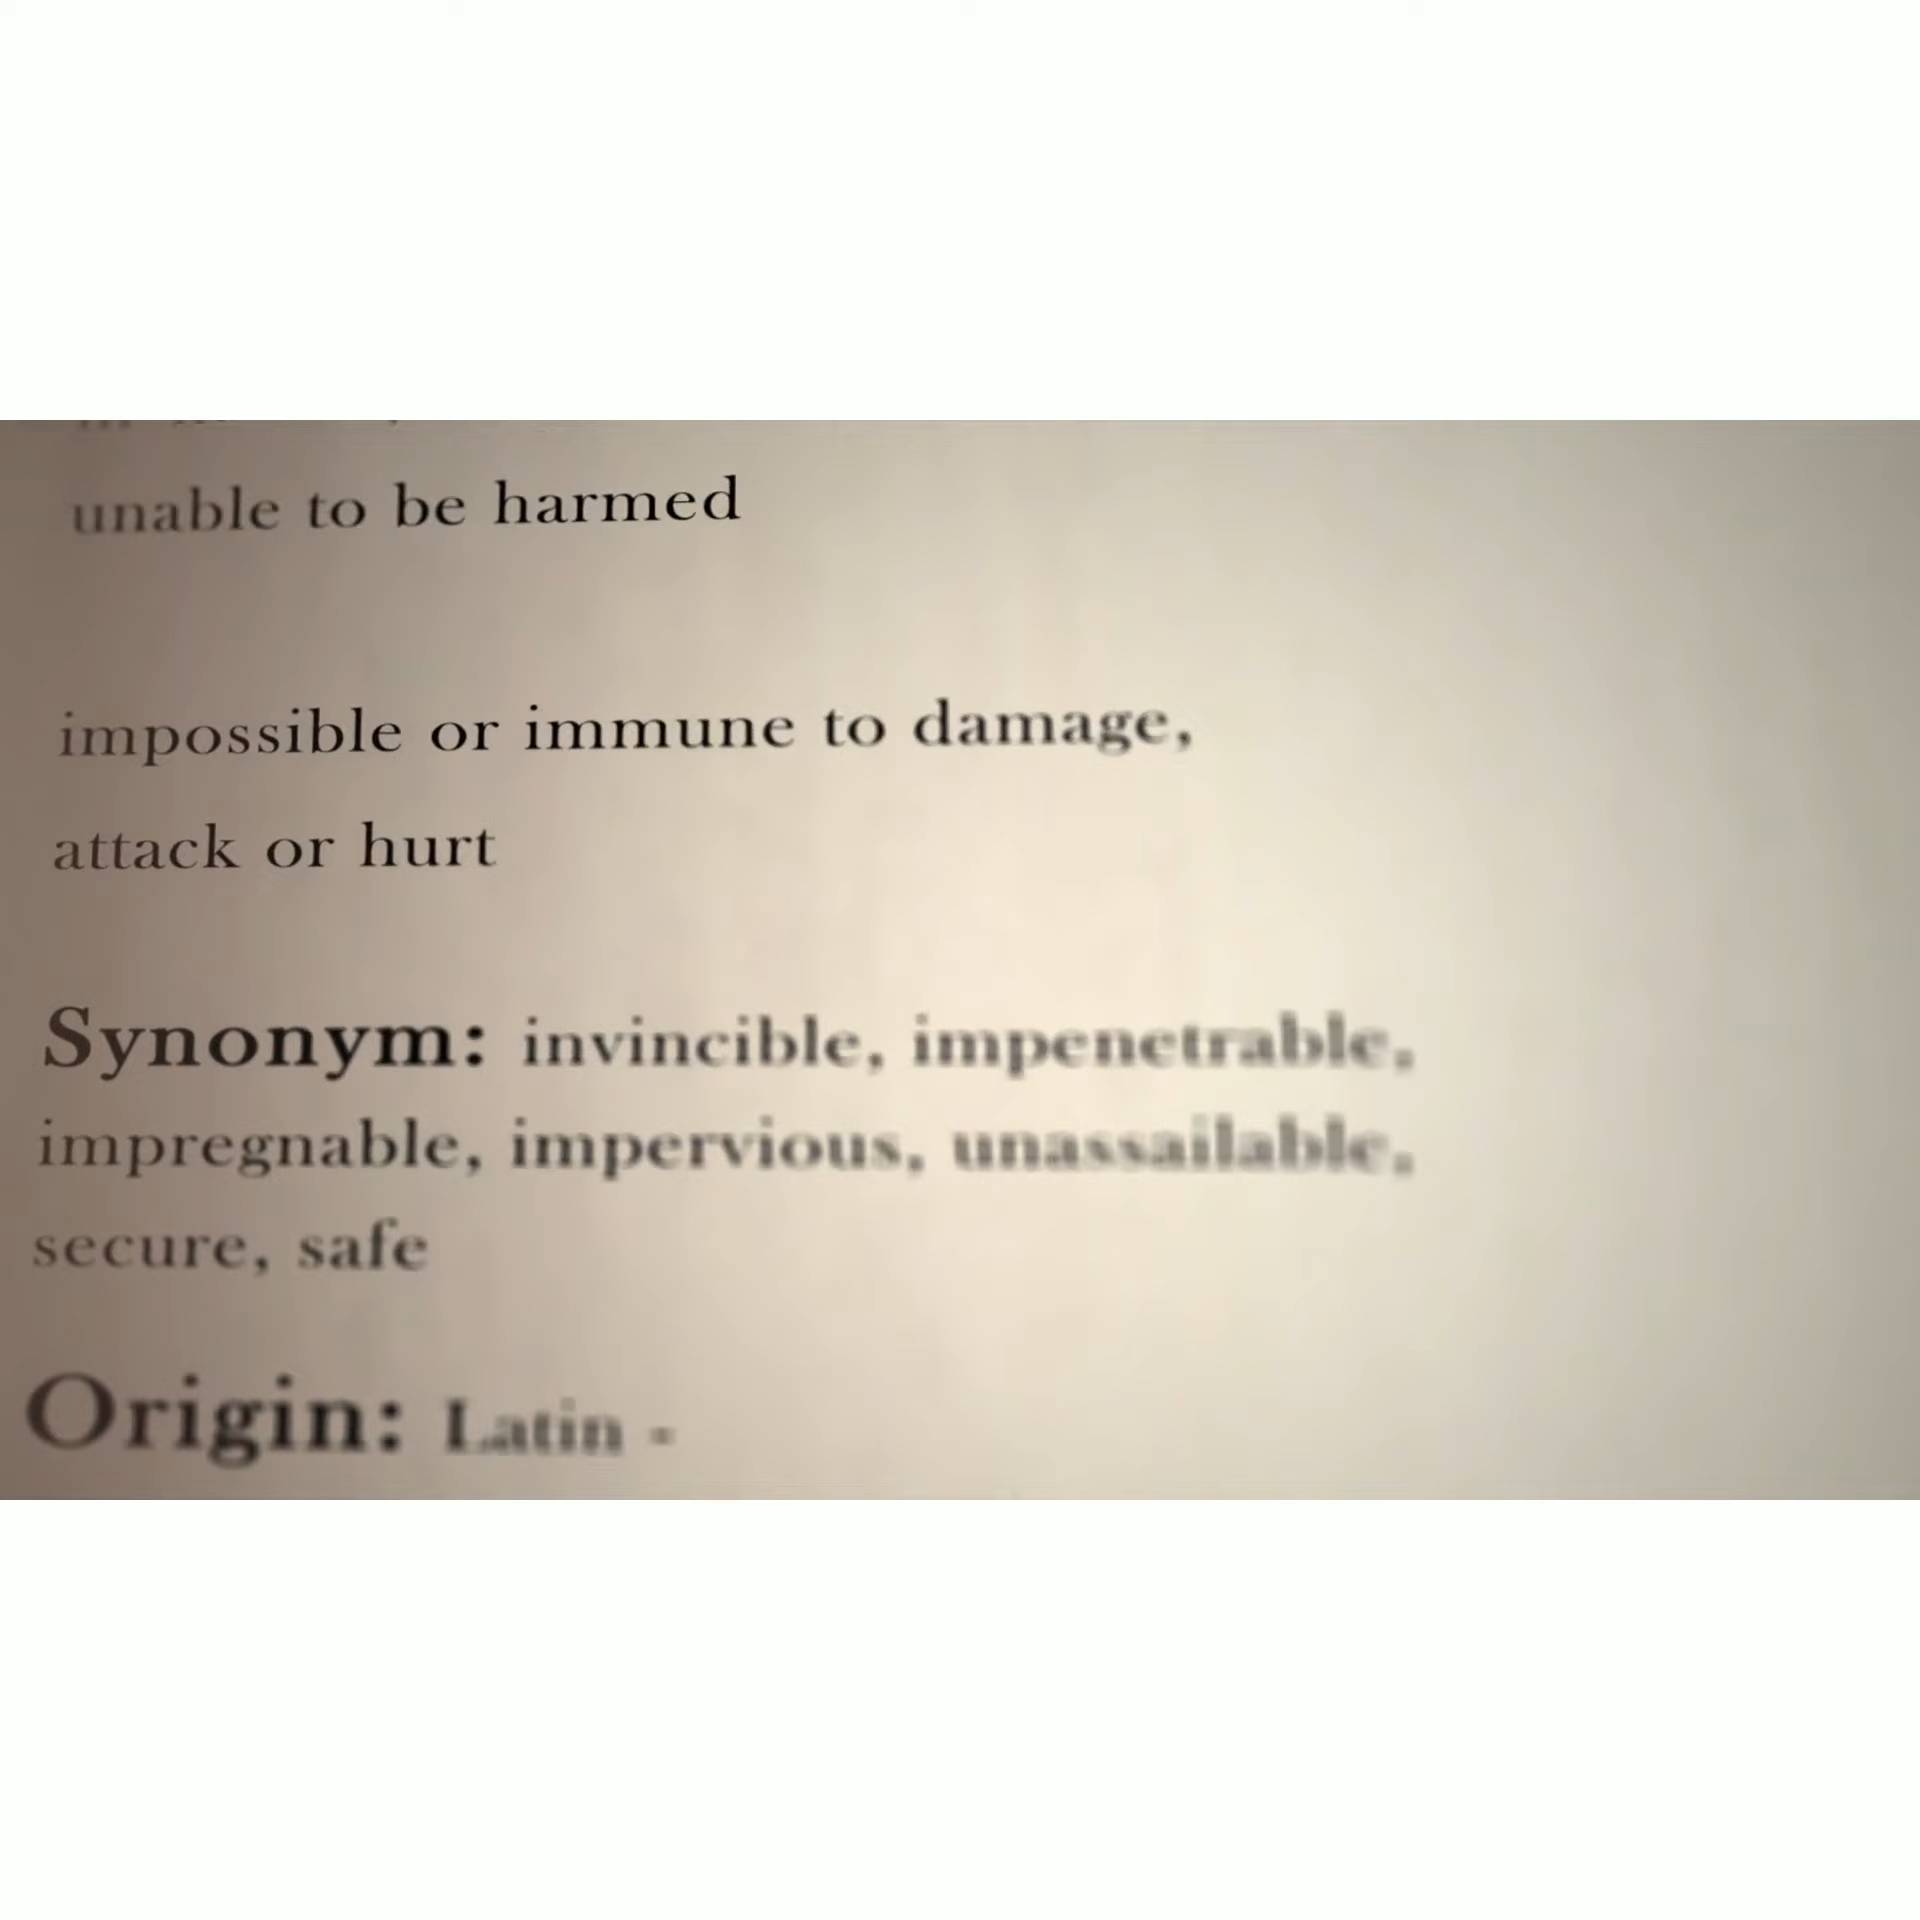 unable to be harmed
impossible or immune to damage,
attack or hurt
Synonym: invincible, impenetrable,
impregnable, impervious, unassailable,
secure, safe
Origin: Latin -